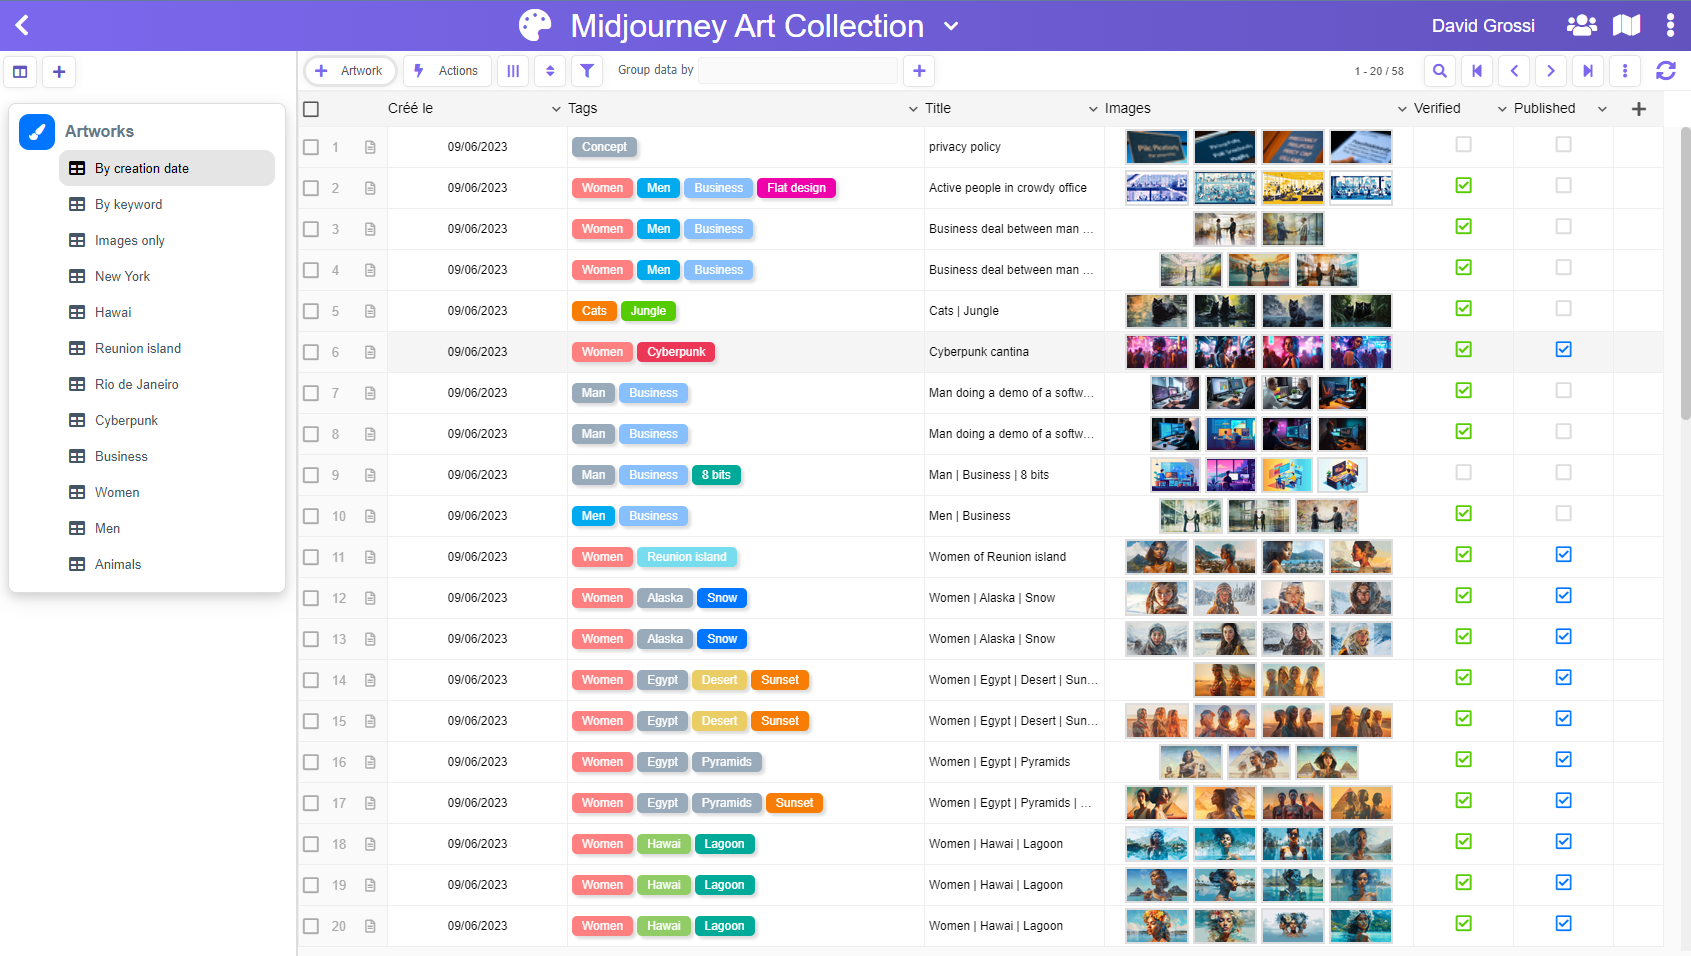 Midjourney Art Collection
David Grossi
Artwork Actions Group data by 1 - 20 / 58
Artworks
By creation date
By keyword
Images only
New York
Hawai
Reunion island
Rio de Janeiro
Cyberpunk
Business
Women
Men
Animals
Créé le Tags Title Images Verified Published
1 09/06/2023 Concept privacy policy
2 09/06/2023 Women Men Business Flat design Active people in crowdy office
3 09/06/2023 Women Men Business Business deal between man ...
4 09/06/2023 Women Men Business Business deal between man ...
5 09/06/2023 Cats Jungle Cats | Jungle
6 09/06/2023 Women Cyberpunk Cyberpunk cantina
7 09/06/2023 Man Business Man doing a demo of a softw...
8 09/06/2023 Man Business Man doing a demo of a softw...
9 09/06/2023 Man Business 8 bits Man | Business | 8 bits
10 09/06/2023 Men Business Men | Business
11 09/06/2023 Women Reunion island Women of Reunion island
12 09/06/2023 Women Alaska Snow Women | Alaska | Snow
13 09/06/2023 Women Alaska Snow Women | Alaska | Snow
14 09/06/2023 Women Egypt Desert Sunset Women | Egypt | Desert | Sun...
15 09/06/2023 Women Egypt Desert Sunset Women | Egypt | Desert | Sun...
16 09/06/2023 Women Egypt Pyramids Women | Egypt | Pyramids
17 09/06/2023 Women Egypt Pyramids Sunset Women | Egypt | Pyramids | ...
18 09/06/2023 Women Hawai Lagoon Women | Hawai | Lagoon
19 09/06/2023 Women Hawai Lagoon Women | Hawai | Lagoon
20 09/06/2023 Women Hawai Lagoon Women | Hawai | Lagoon